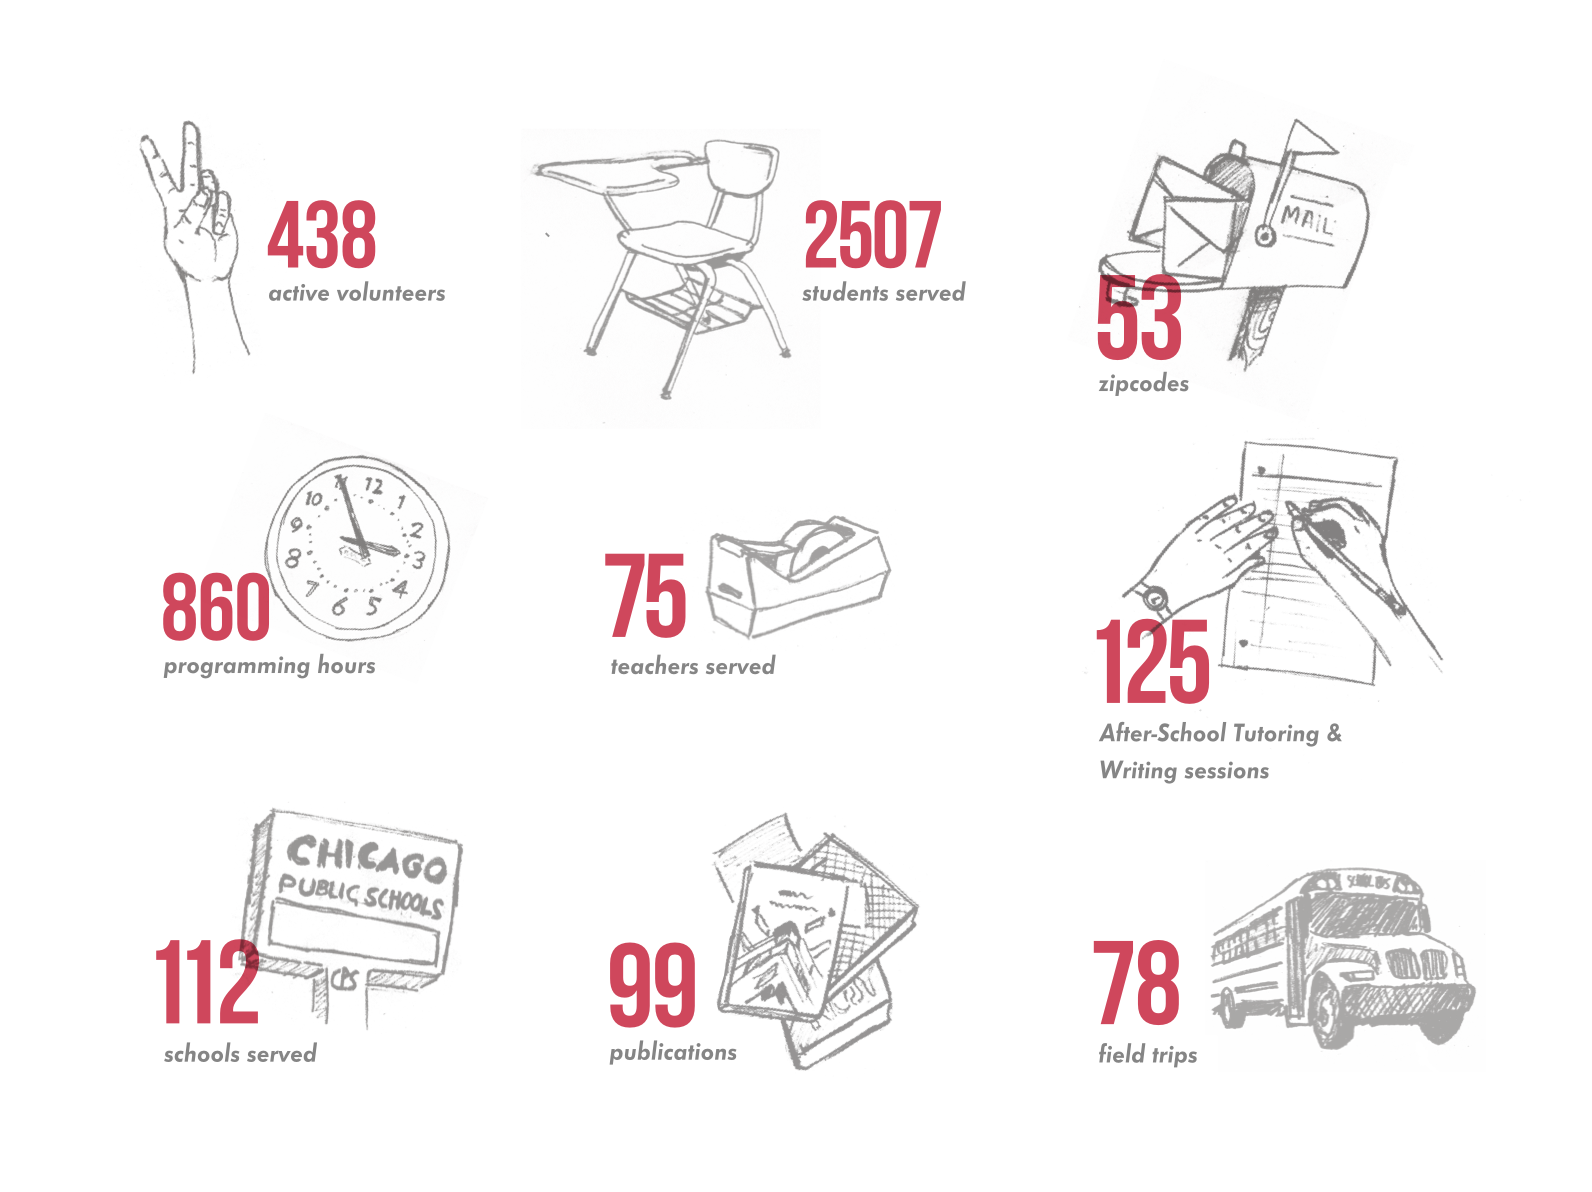 438
active volunteers
2507
students served
MAIL
53
zipcodes
11 12 1 2 3 4 5 6 7 8 9 10
860
programming hours
75
teachers served
125
After-School Tutoring &
Writing sessions
CHICAGO
PUBLIC SCHOOLS
CPS
112
schools served
99
publications
SCHOOL BUS
78
field trips